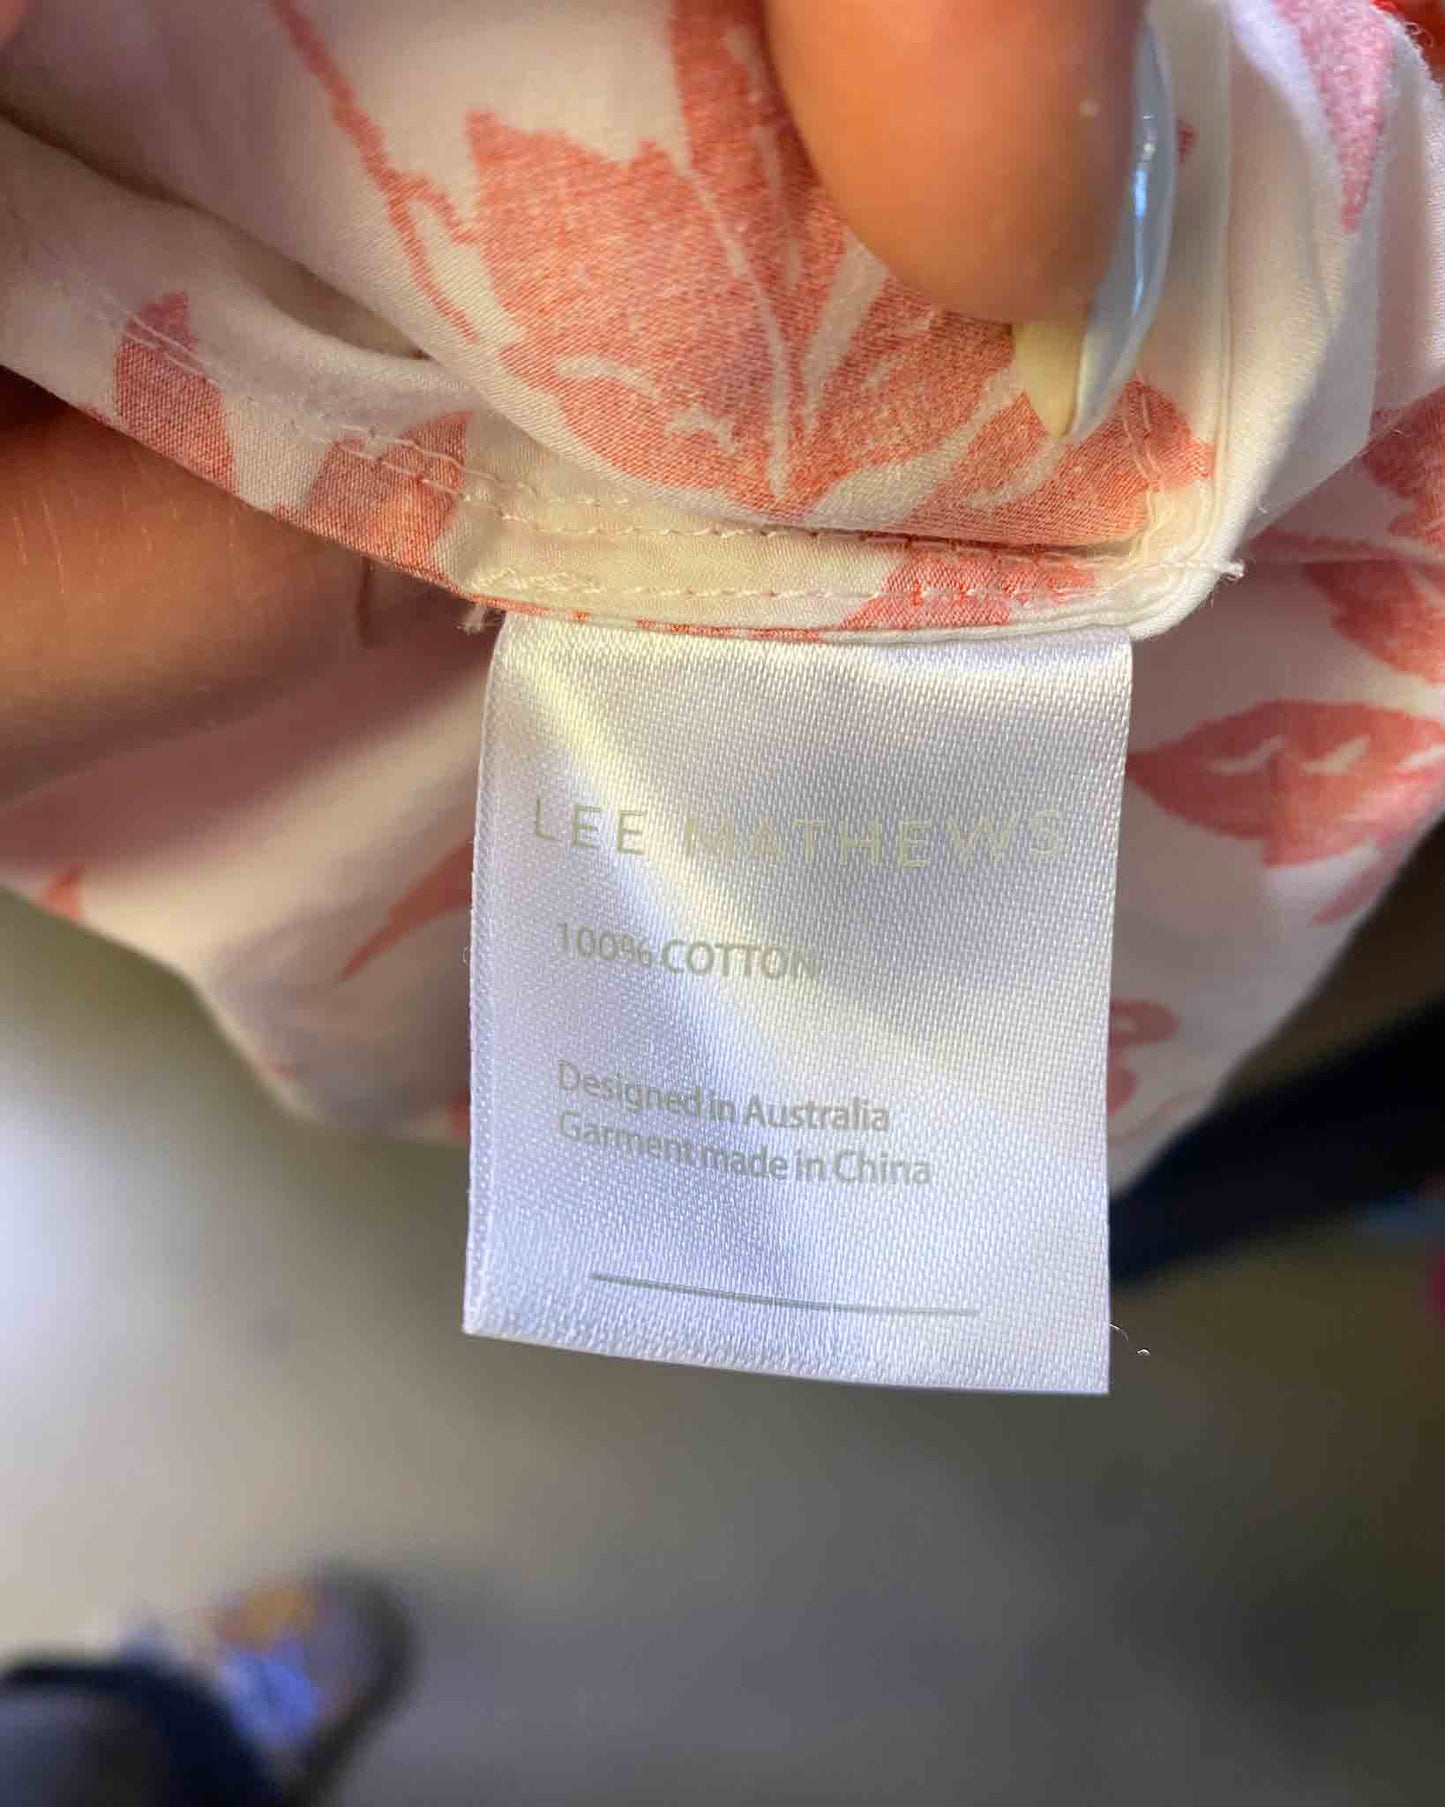 LEE MATHEWS
100% COTTON
Designed in Australia
Garment made in China